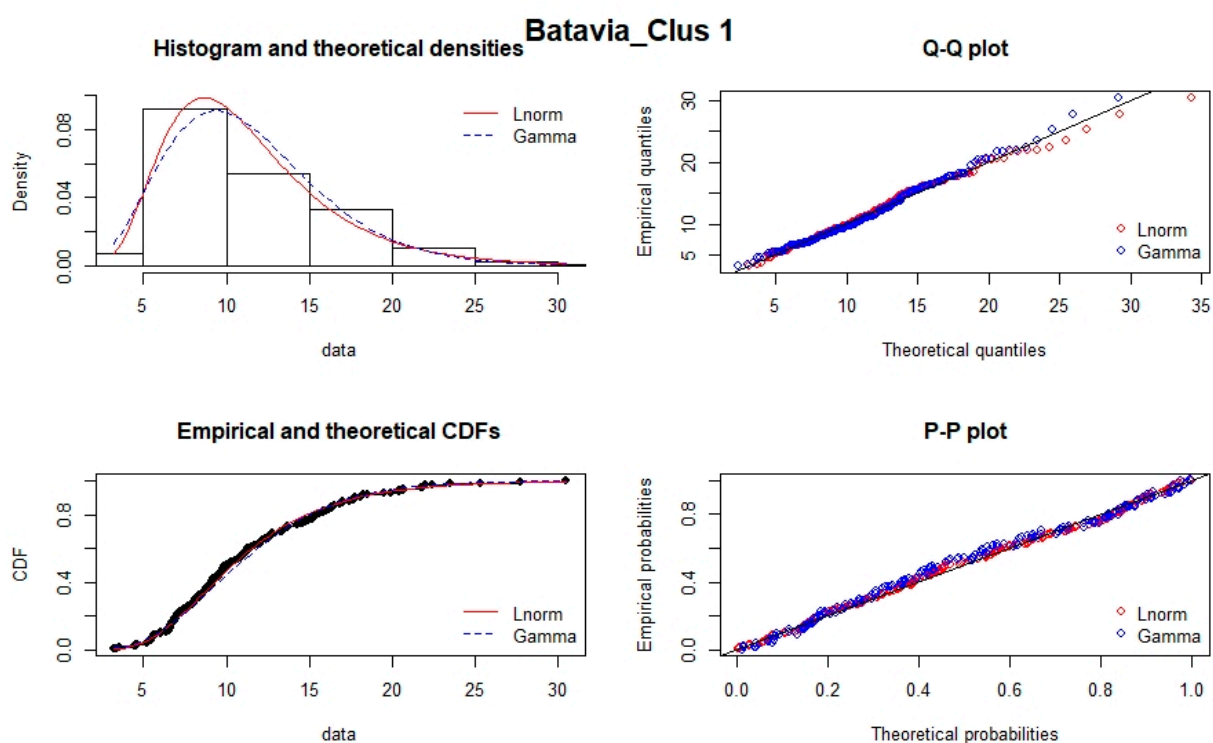 Batavia_Clus 1
Histogram and theoretical densities
Density
0.00 0.04 0.08
Lnorm
Gamma
5 10 15 20 25 30
data
Q-Q plot
Empirical quantiles
5 10 20 30
Lnorm
Gamma
5 10 15 20 25 30 35
Theoretical quantiles
Empirical and theoretical CDFs
CDF
0.0 0.4 0.8
Lnorm
Gamma
5 10 15 20 25 30
data
P-P plot
Empirical probabilities
0.0 0.4 0.8
Lnorm
Gamma
0.0 0.2 0.4 0.6 0.8 1.0
Theoretical probabilities